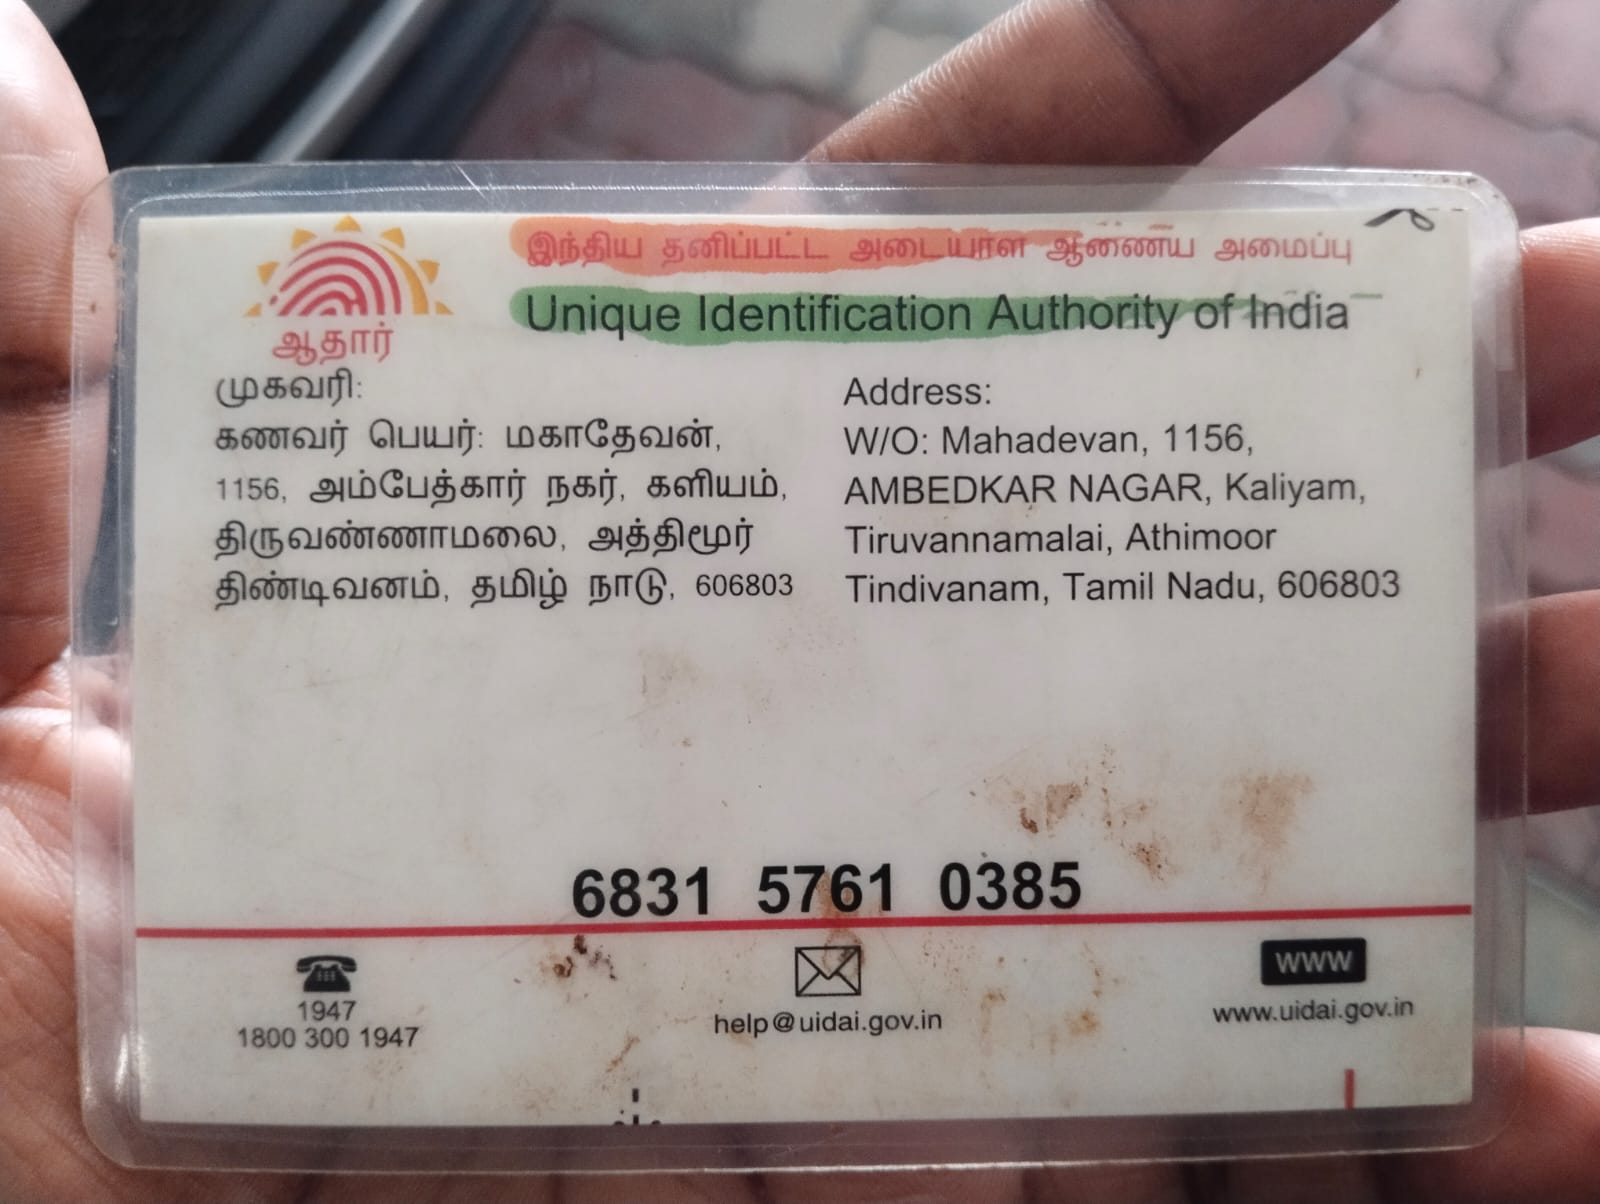 இந்திய தனிப்பட்ட அடையாள ஆணைய அமைப்பு
Unique Identification Authority of India
ஆதார்
முகவரி:
கணவர் பெயர்: மகாதேவன்,
1156, அம்பேத்கார் நகர், களியம்,
திருவண்ணாமலை, அத்திமூர்
திண்டிவனம், தமிழ் நாடு, 606803
Address:
W/O: Mahadevan, 1156,
AMBEDKAR NAGAR, Kaliyam,
Tiruvannamalai, Athimoor
Tindivanam, Tamil Nadu, 606803
6831 5761 0385
1947
1800 300 1947
help@uidai.gov.in
www
www.uidai.gov.in